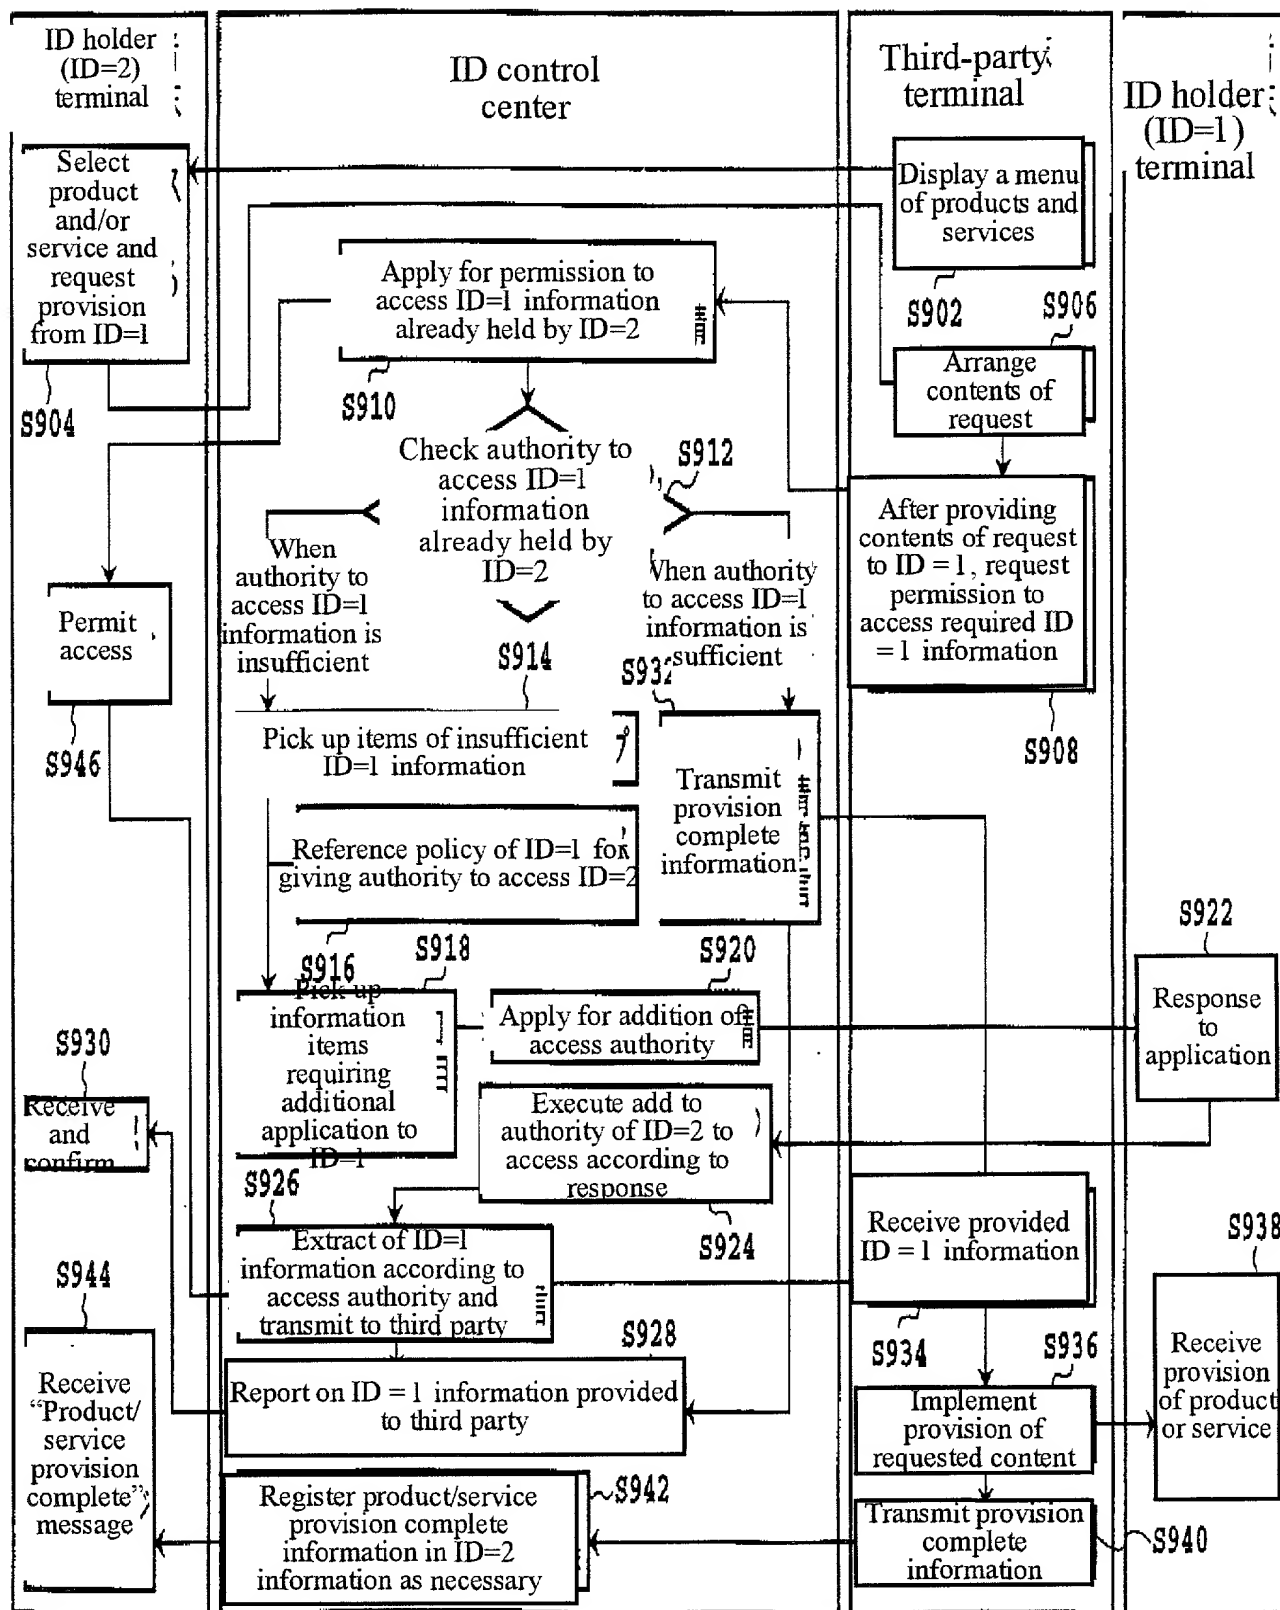 ID holder
(ID=2)
terminal
ID control
center
Third-party
terminal
ID holder
(ID=1)
terminal
Select
product
and/or
service and
request
provision
from ID=1
S904
Display a menu
of products and
services
S902
S906
Arrange
contents of
request
Apply for permission to
access ID=1 information
already held by ID=2
S910
Check authority to
access ID=1
information
already held by
ID=2
S912
When
authority to
access ID=1
information is
insufficient
When authority
to access ID=1
information is
sufficient
After providing
contents of request
to ID = 1, request
permission to
access required ID
= 1 information
S908
Permit
access
S946
S914
S932
Pick up items of insufficient
ID=1 information
Transmit
provision
complete
information
Reference policy of ID=1 for
giving authority to access ID=2
S916
S918
S920
S922
Pick up
information
items
requiring
additional
application to
ID=1
Apply for addition of
access authority
Response
to
application
S930
Receive
and
confirm
Execute add to
authority of ID=2 to
access according to
response
S924
S926
Extract of ID=1
information according to
access authority and
transmit to third party
Receive provided
ID = 1 information
S934
S938
S944
S928
S936
Receive
"Product/
service
provision
complete"
message
Report on ID = 1 information provided
to third party
Implement
provision of
requested content
Receive
provision
of product
or service
Register product/service
provision complete
information in ID=2
information as necessary
S942
Transmit provision
complete
information
S940